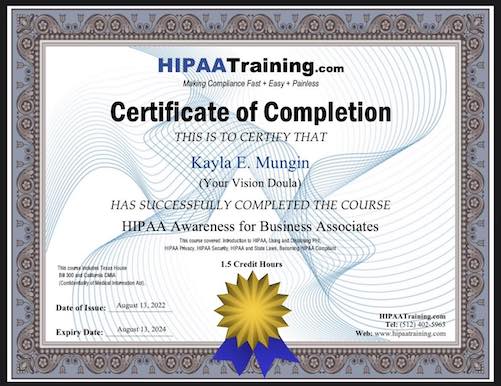 HIPAATraining.com
Making Compliance Fast + Easy + Painless
Certificate of Completion
THIS IS TO CERTIFY THAT
Kayla E. Mungin
(Your Vision Doula)
HAS SUCCESSFULLY COMPLETED THE COURSE
HIPAA Awareness for Business Associates
This course covered: Introduction to HIPAA, Using and Disclosing PHI,
HIPAA Privacy, HIPAA Security, HIPAA and State Laws, Becoming HIPAA Compliant
1.5 Credit Hours
This course includes Texas House
Bill 300 and California CMIA
(Confidentiality of Medical Information Act).
Date of Issue: August 13, 2022
Expiry Date: August 13, 2024
HIPAATraining.com
Tel: (512) 402-5963
Web: www.hipaatraining.com